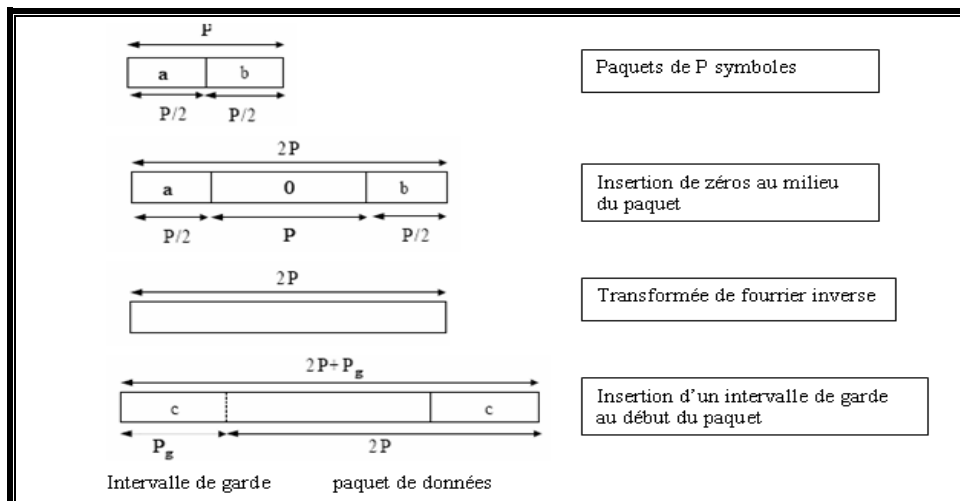 P
a b
P/2 P/2
Paquets de P symboles
2P
a 0 b
P/2 P P/2
Insertion de zéros au milieu
du paquet
2P
Transformée de fourrier inverse
2P+Pg
c c
Pg 2P
Insertion d'un intervalle de garde
au début du paquet
Intervalle de garde paquet de données